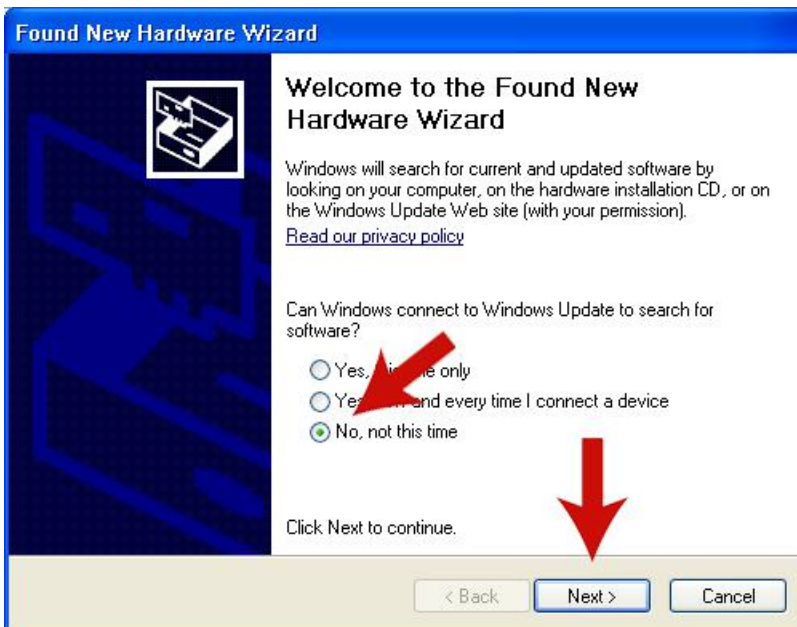 Found New Hardware Wizard
Welcome to the Found New
Hardware Wizard
Windows will search for current and updated software by
looking on your computer, on the hardware installation CD, or on
the Windows Update Web site (with your permission).
Read our privacy policy
Can Windows connect to Windows Update to search for
software?
Yes, only
and every time I connect a device
No, not this time
Click Next to continue.
< Back
Next >
Cancel